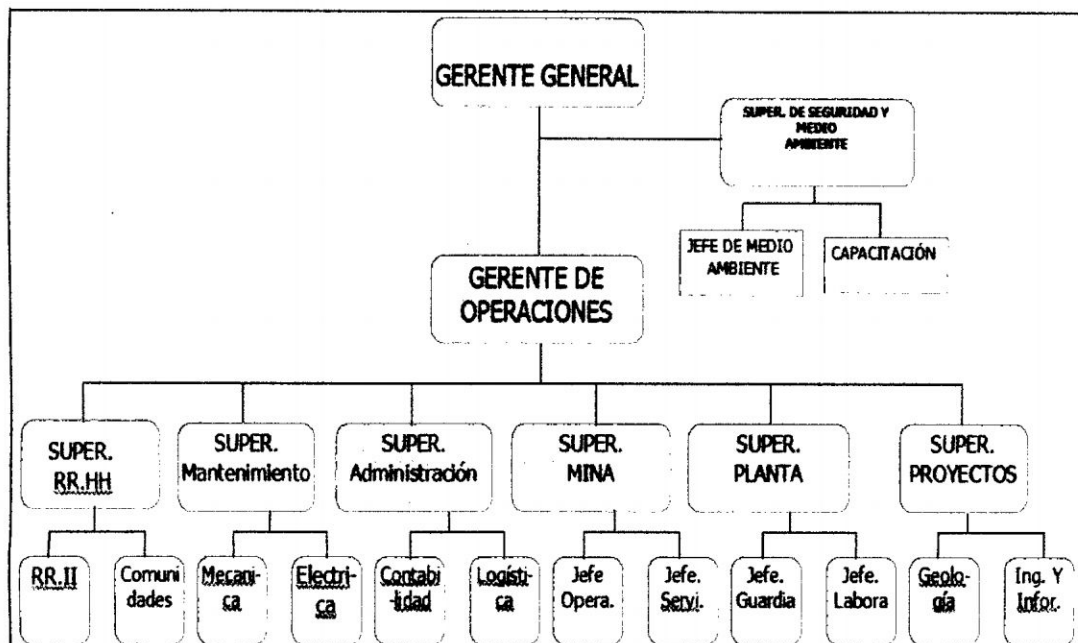 GERENTE GENERAL
SUPER. DE SEGURIDAD Y
MEDIO
AMBIENTE
JEFE DE MEDIO
AMBIENTE
CAPACITACIÓN
GERENTE DE
OPERACIONES
SUPER.
RR.HH
SUPER.
Mantenimiento
SUPER.
Administración
SUPER.
MINA
SUPER.
PLANTA
SUPER.
PROYECTOS
RR.II
Comuni
dades
Mecani-
ca
Electri-
ca
Contabi
-lidad
Logísti-
ca
Jefe
Opera.
Jefe.
Servi.
Jefe.
Guardia
Jefe.
Labora
Geolo-
gía
Ing. Y
Infor.